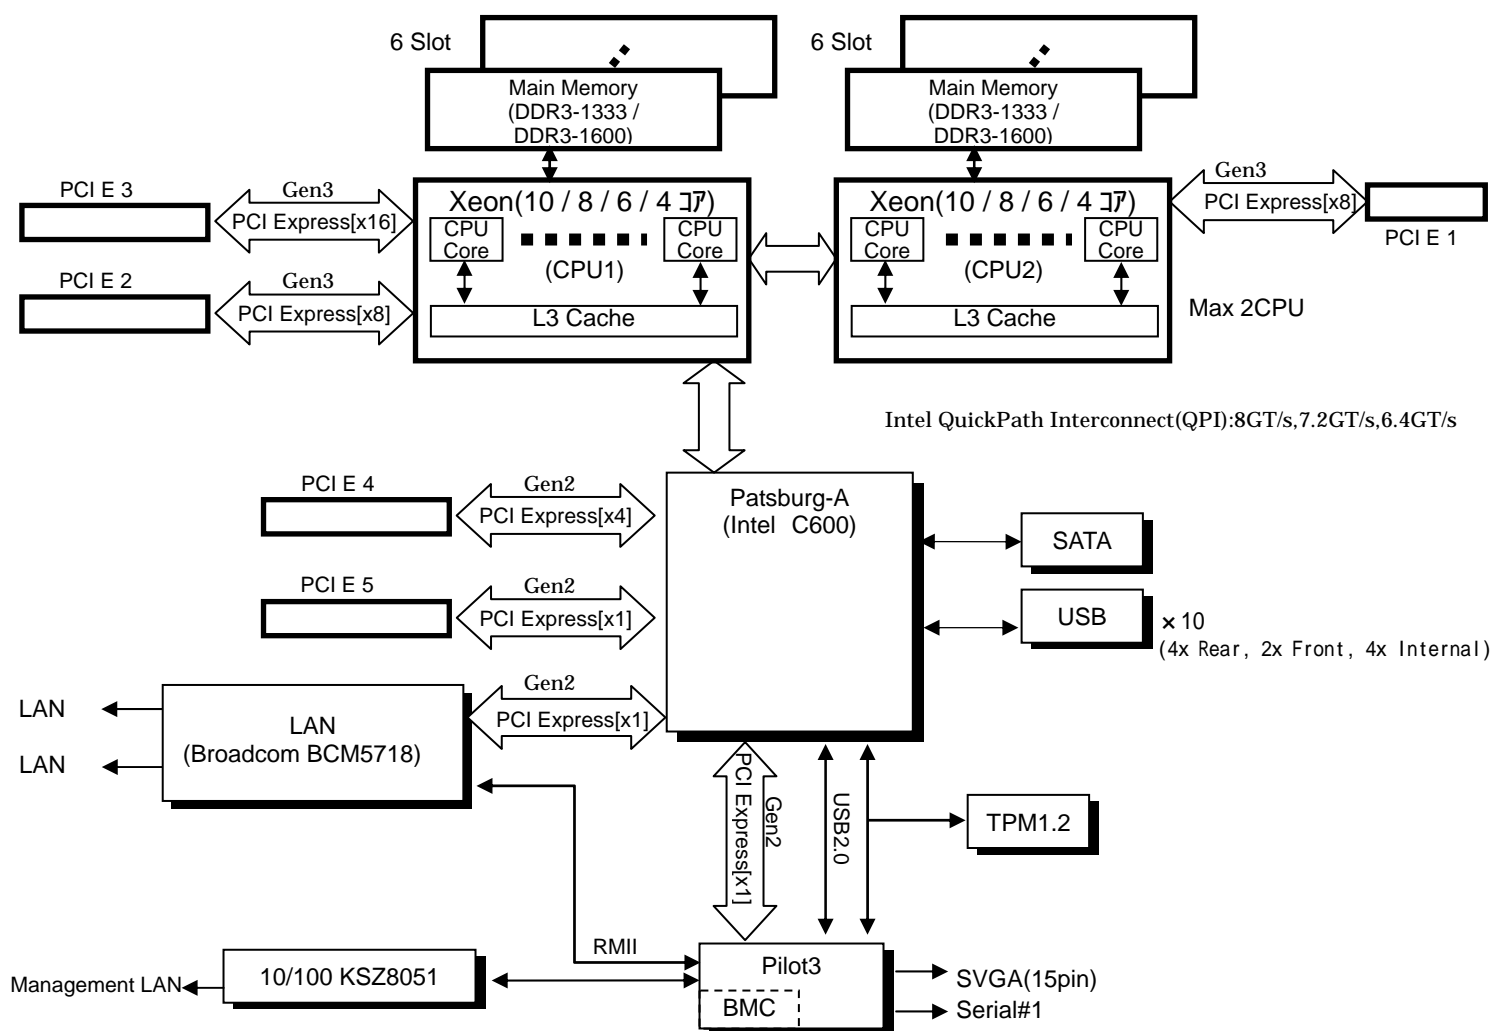 6 Slot
6 Slot
Main Memory
(DDR3-1333 /
DDR3-1600)
Main Memory
(DDR3-1333 /
DDR3-1600)
PCI E 3
Gen3
PCI Express[x16]
Xeon(10 / 8 / 6 / 4 ｺｱ)
CPU
Core
CPU
Core
(CPU1)
L3 Cache
Xeon(10 / 8 / 6 / 4 ｺｱ)
CPU
Core
CPU
Core
(CPU2)
L3 Cache
Gen3
PCI Express[x8]
PCI E 1
PCI E 2
Gen3
PCI Express[x8]
Max 2CPU
Intel QuickPath Interconnect(QPI):8GT/s,7.2GT/s,6.4GT/s
PCI E 4
Gen2
PCI Express[x4]
Patsburg-A
(Intel C600)
SATA
PCI E 5
Gen2
PCI Express[x1]
USB
×10
(4x Rear, 2x Front, 4x Internal)
Gen2
PCI Express[x1]
LAN
LAN
LAN
(Broadcom BCM5718)
Gen2
PCI Express[x1]
USB2.0
TPM1.2
RMII
Management LAN
10/100 KSZ8051
Pilot3
BMC
SVGA(15pin)
Serial#1